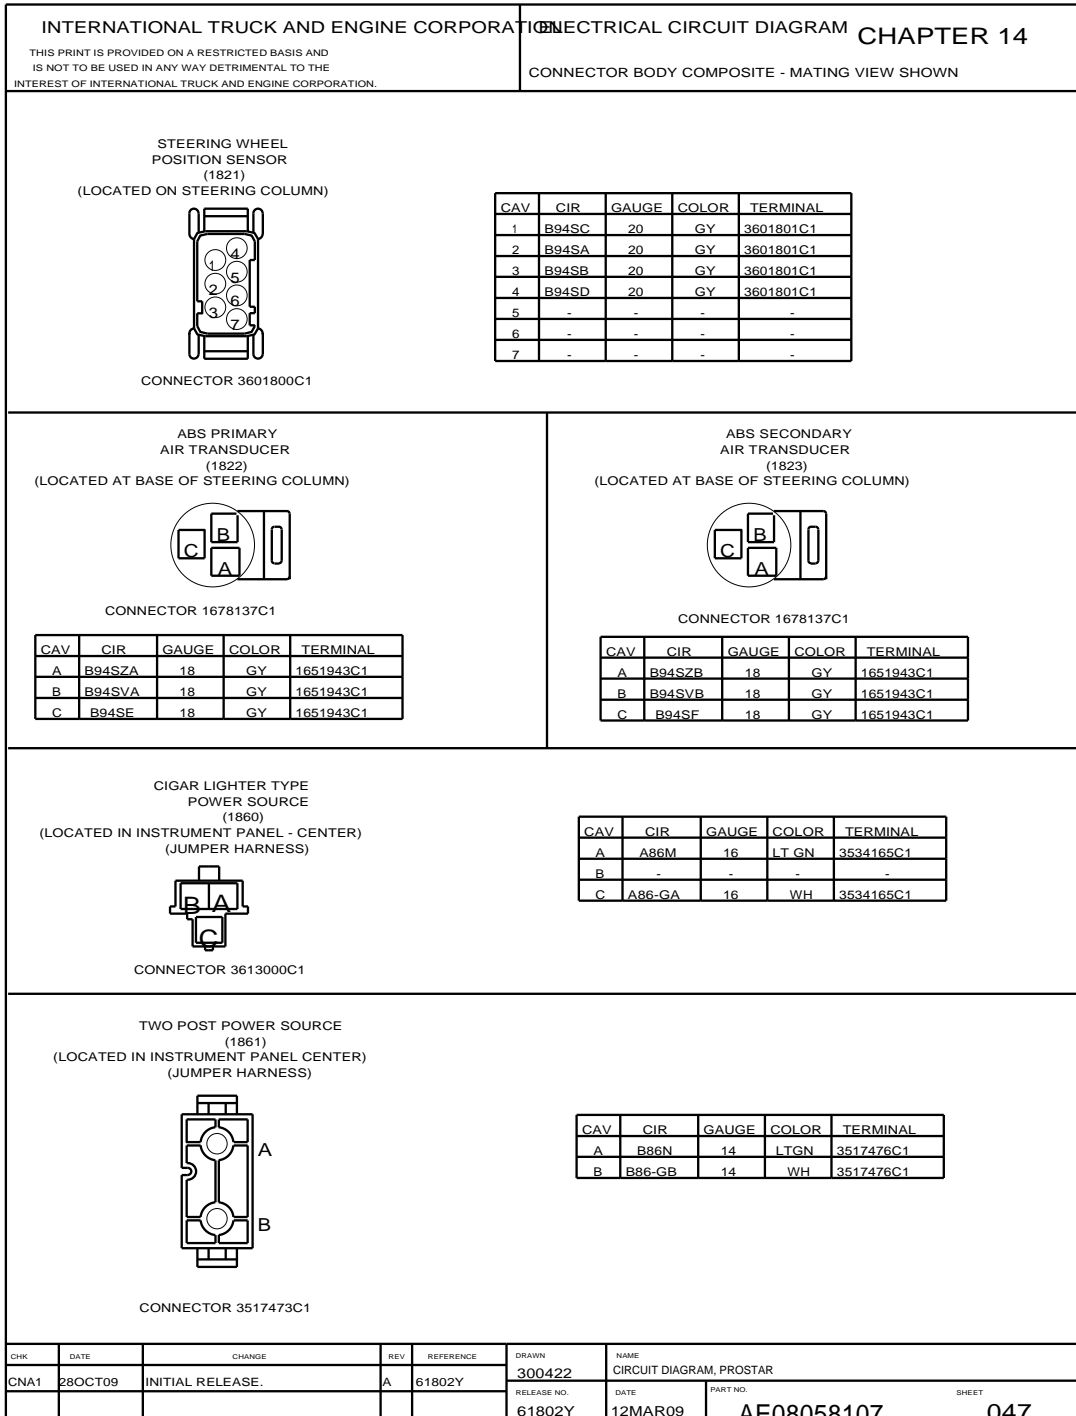 INTERNATIONAL TRUCK AND ENGINE CORPORATION
THIS PRINT IS PROVIDED ON A RESTRICTED BASIS AND
IS NOT TO BE USED IN ANY WAY DETRIMENTAL TO THE
INTEREST OF INTERNATIONAL TRUCK AND ENGINE CORPORATION.
ELECTRICAL CIRCUIT DIAGRAM CHAPTER 14
CONNECTOR BODY COMPOSITE - MATING VIEW SHOWN
STEERING WHEEL
POSITION SENSOR
(1821)
(LOCATED ON STEERING COLUMN)
4
1
5
2
6
3
7
CONNECTOR 3601800C1
CAV CIR GAUGE COLOR TERMINAL
1 B94SC 20 GY 3601801C1
2 B94SA 20 GY 3601801C1
3 B94SB 20 GY 3601801C1
4 B94SD 20 GY 3601801C1
5 - - - -
6 - - - -
7 - - - -
ABS PRIMARY
AIR TRANSDUCER
(1822)
(LOCATED AT BASE OF STEERING COLUMN)
B
C
A
CONNECTOR 1678137C1
CAV CIR GAUGE COLOR TERMINAL
A B94SZA 18 GY 1651943C1
B B94SVA 18 GY 1651943C1
C B94SE 18 GY 1651943C1
ABS SECONDARY
AIR TRANSDUCER
(1823)
(LOCATED AT BASE OF STEERING COLUMN)
B
C
A
CONNECTOR 1678137C1
CAV CIR GAUGE COLOR TERMINAL
A B94SZB 18 GY 1651943C1
B B94SVB 18 GY 1651943C1
C B94SF 18 GY 1651943C1
CIGAR LIGHTER TYPE
POWER SOURCE
(1860)
(LOCATED IN INSTRUMENT PANEL - CENTER)
(JUMPER HARNESS)
B A
C
CONNECTOR 3613000C1
CAV CIR GAUGE COLOR TERMINAL
A A86M 16 LT GN 3534165C1
B - - - -
C A86-GA 16 WH 3534165C1
TWO POST POWER SOURCE
(1861)
(LOCATED IN INSTRUMENT PANEL CENTER)
(JUMPER HARNESS)
A
B
CONNECTOR 3517473C1
CAV CIR GAUGE COLOR TERMINAL
A B86N 14 LTGN 3517476C1
B B86-GB 14 WH 3517476C1
CHK DATE CHANGE REV REFERENCE
CNA1 28OCT09 INITIAL RELEASE. A 61802Y
DRAWN
300422
NAME
CIRCUIT DIAGRAM, PROSTAR
RELEASE NO.
61802Y
DATE
12MAR09
PART NO.
AE08058107
SHEET
047